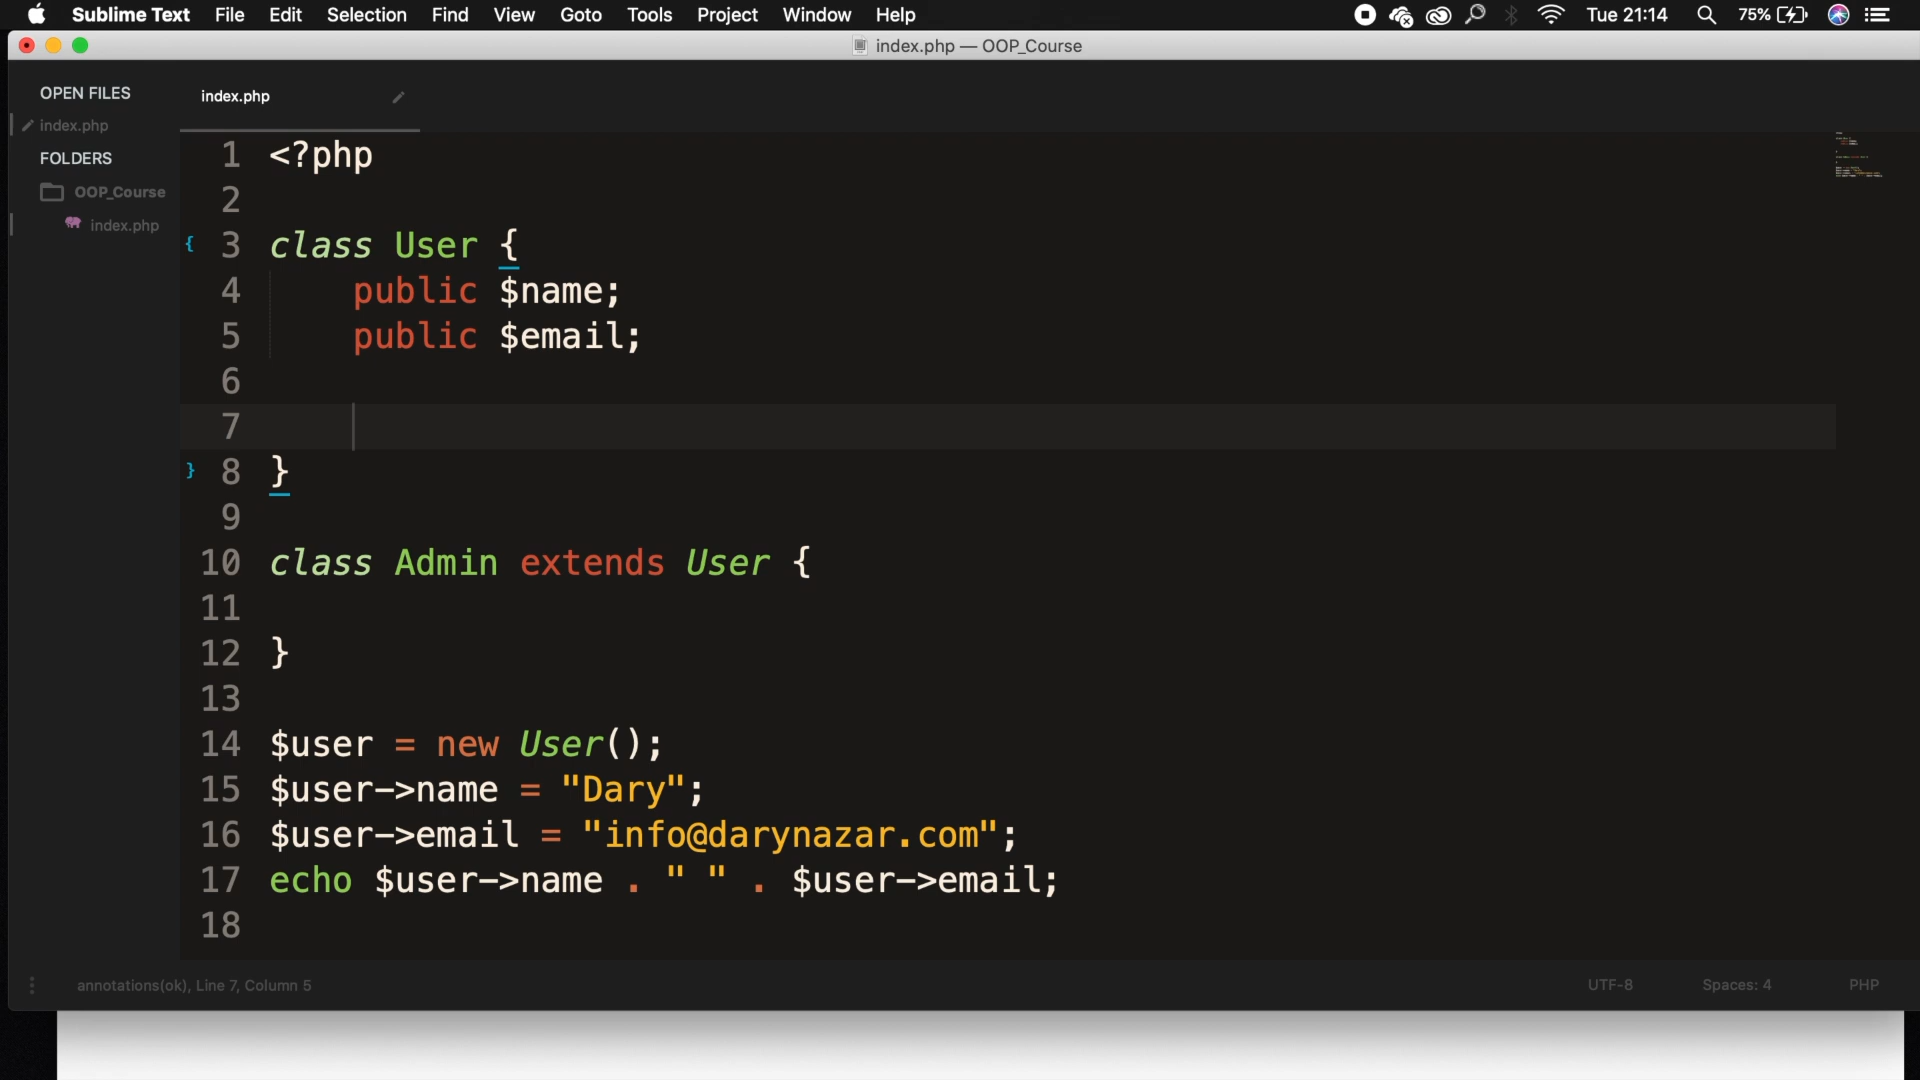 Sublime Text File Edit Selection Find View Goto Tools Project Window Help Tue 21:14 75%
index.php — OOP_Course
OPEN FILES
index.php
FOLDERS
OOP_Course
index.php
index.php
1 <?php
2
{ 3 class User {
4 public $name;
5 public $email;
6
7
} 8 }
9
10 class Admin extends User {
11
12 }
13
14 $user = new User();
15 $user->name = "Dary";
16 $user->email = "info@darynazar.com";
17 echo $user->name . " " . $user->email;
18
annotations(ok), Line 7, Column 5 UTF-8 Spaces: 4 PHP